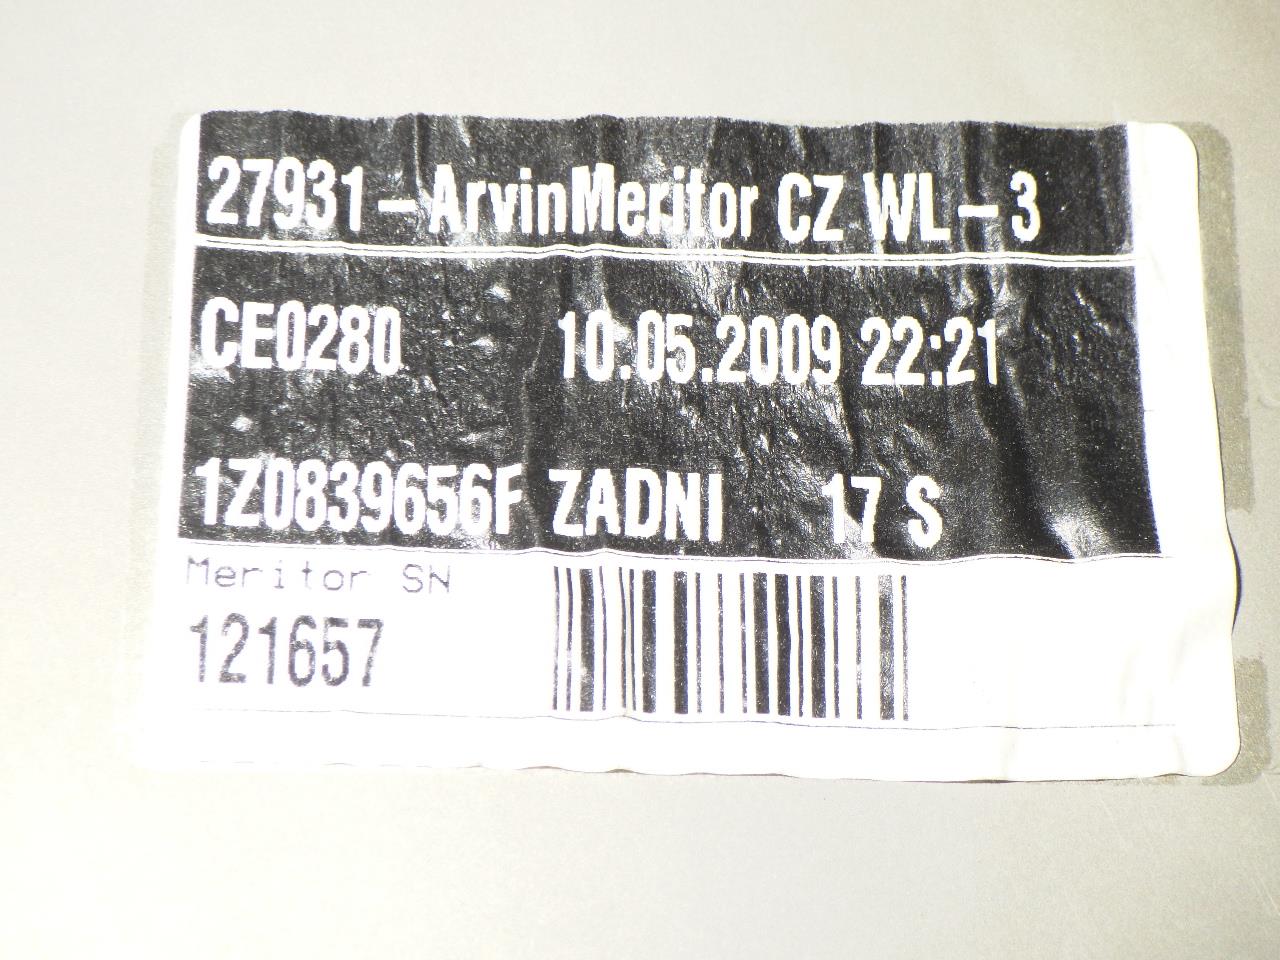 27931 - ArvinMeritor CZ WL - 3
CE0280 10.05.2009 22:21
1Z0839656F ZADNI 17 S
Meritor SN
121657